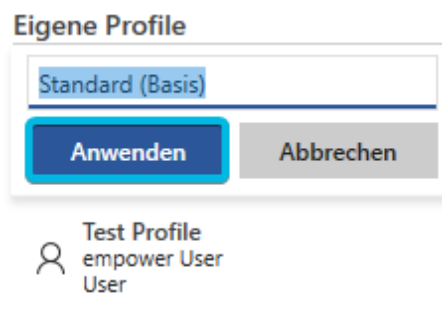 Eigene Profile
Standard (Basis)
Anwenden Abbrechen
Test Profile
empower User
User